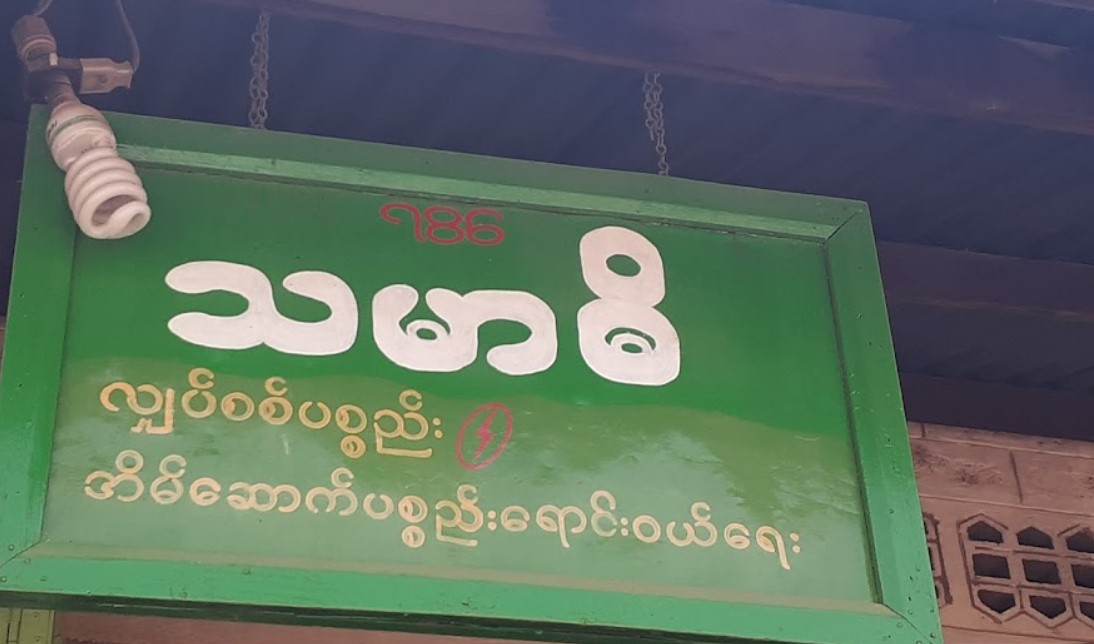 ၇၈၆
သမာဓိ
လျှပ်စစ်ပစ္စည်း
အိမ်ဆောက်ပစ္စည်းရောင်းဝယ်ရေး